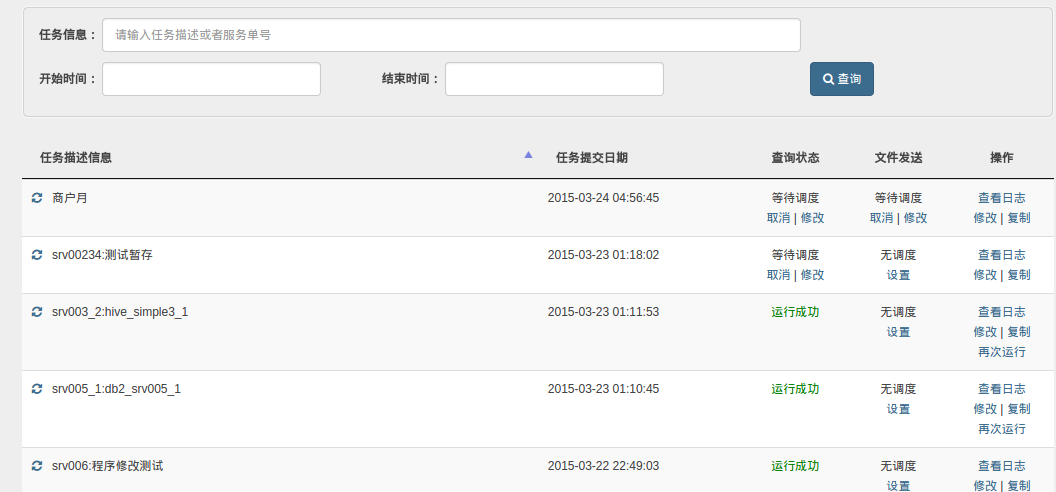 任务信息： 请输入任务描述或者服务单号
开始时间： 结束时间： 查询
任务描述信息 任务提交日期 查询状态 文件发送 操作
商户月 2015-03-24 04:56:45 等待调度 等待调度 查看日志
取消 | 修改 取消 | 修改 修改 | 复制
srv00234:测试暂存 2015-03-23 01:18:02 等待调度 无调度 查看日志
取消 | 修改 设置 修改 | 复制
srv003_2:hive_simple3_1 2015-03-23 01:11:53 运行成功 无调度 查看日志
设置 修改 | 复制
再次运行
srv005_1:db2_srv005_1 2015-03-23 01:10:45 运行成功 无调度 查看日志
设置 修改 | 复制
再次运行
srv006:程序修改测试 2015-03-22 22:49:03 运行成功 无调度 查看日志
设置 修改 | 复制